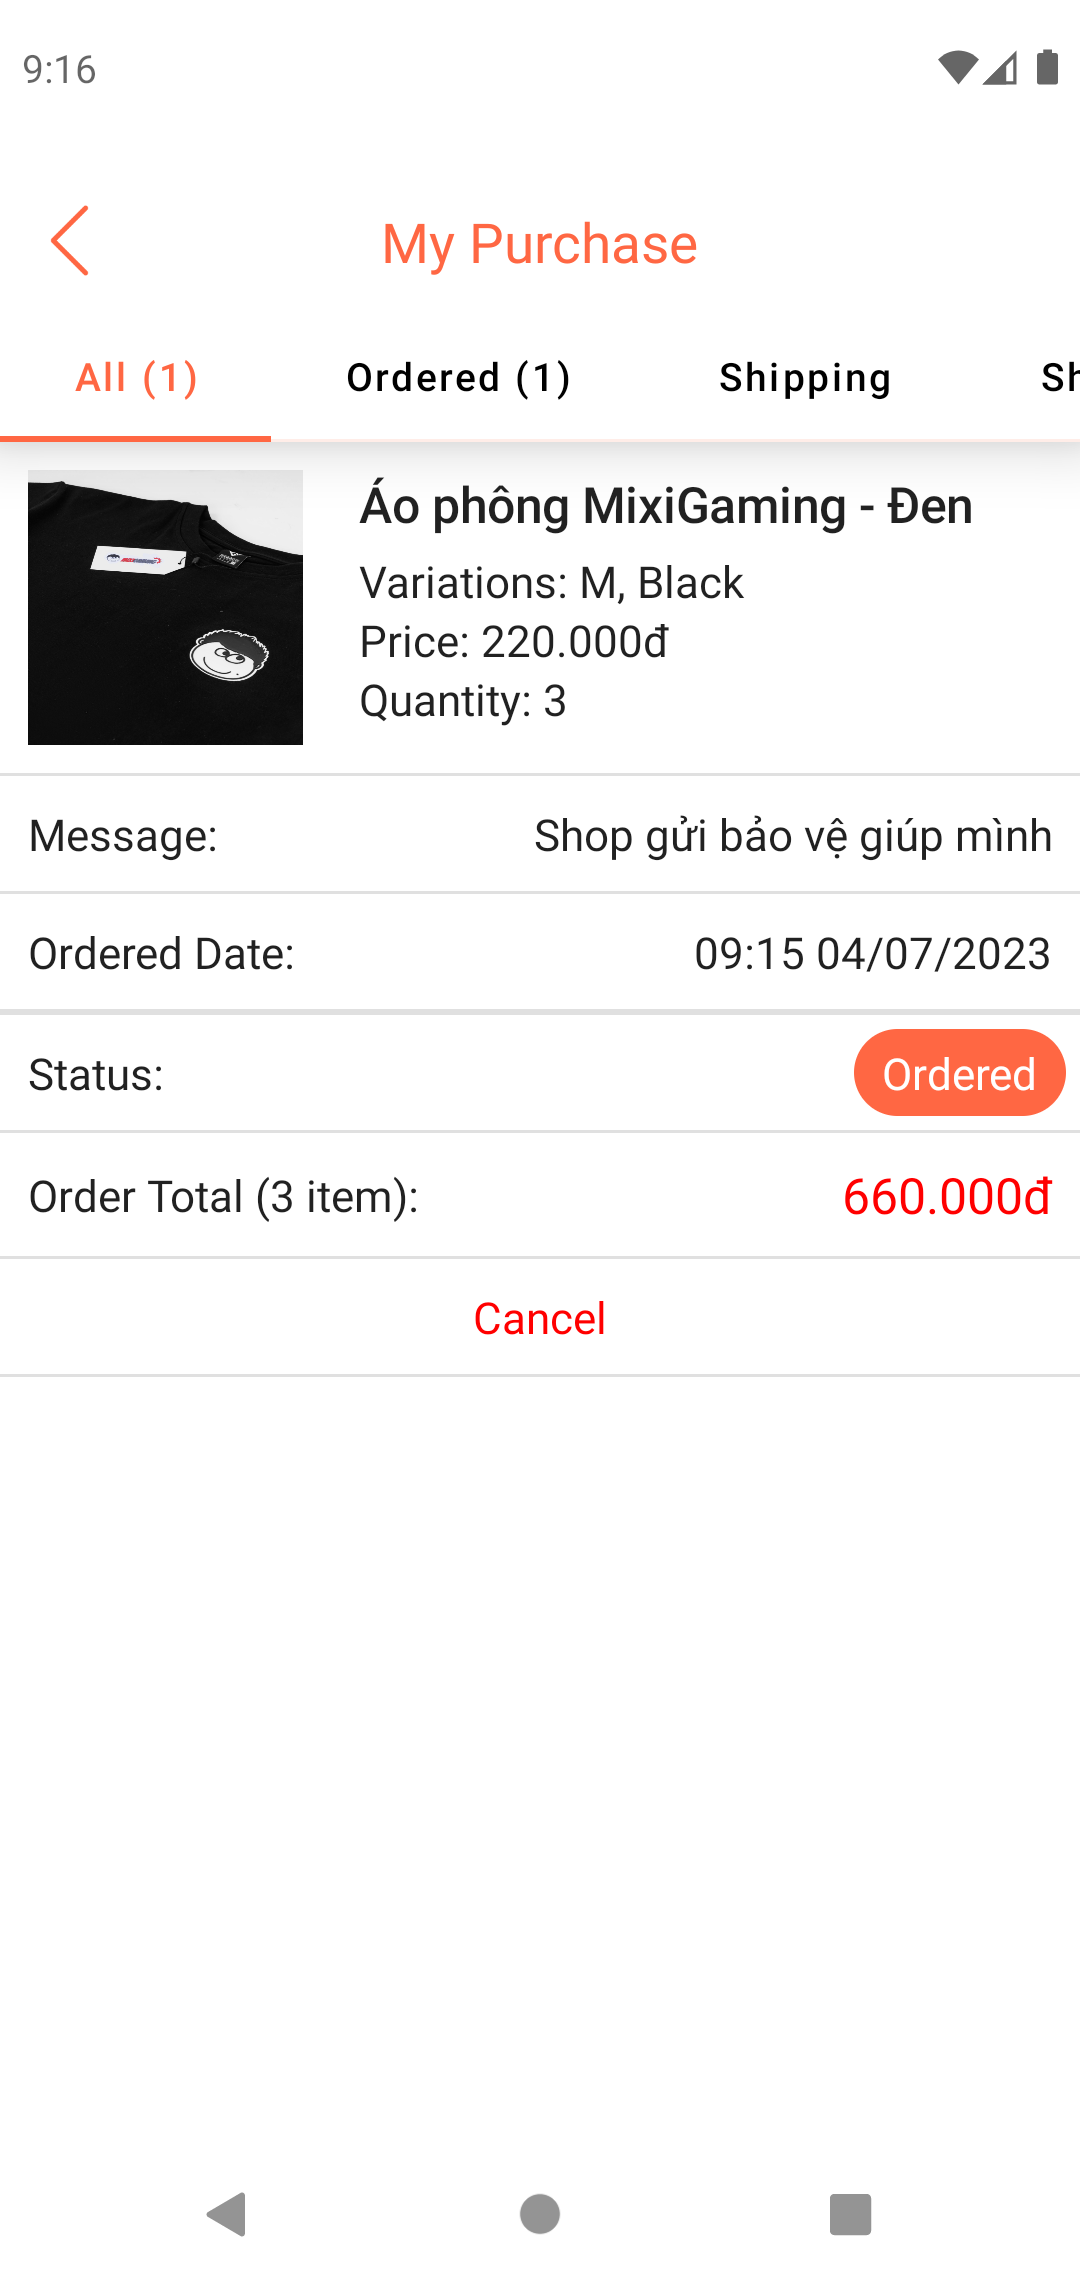 9:16
My Purchase
All (1) Ordered (1) Shipping Sh
Áo phông MixiGaming - Đen
Variations: M, Black
Price: 220.000đ
Quantity: 3
Message: Shop gửi bảo vệ giúp mình
Ordered Date: 09:15 04/07/2023
Status: Ordered
Order Total (3 item): 660.000đ
Cancel